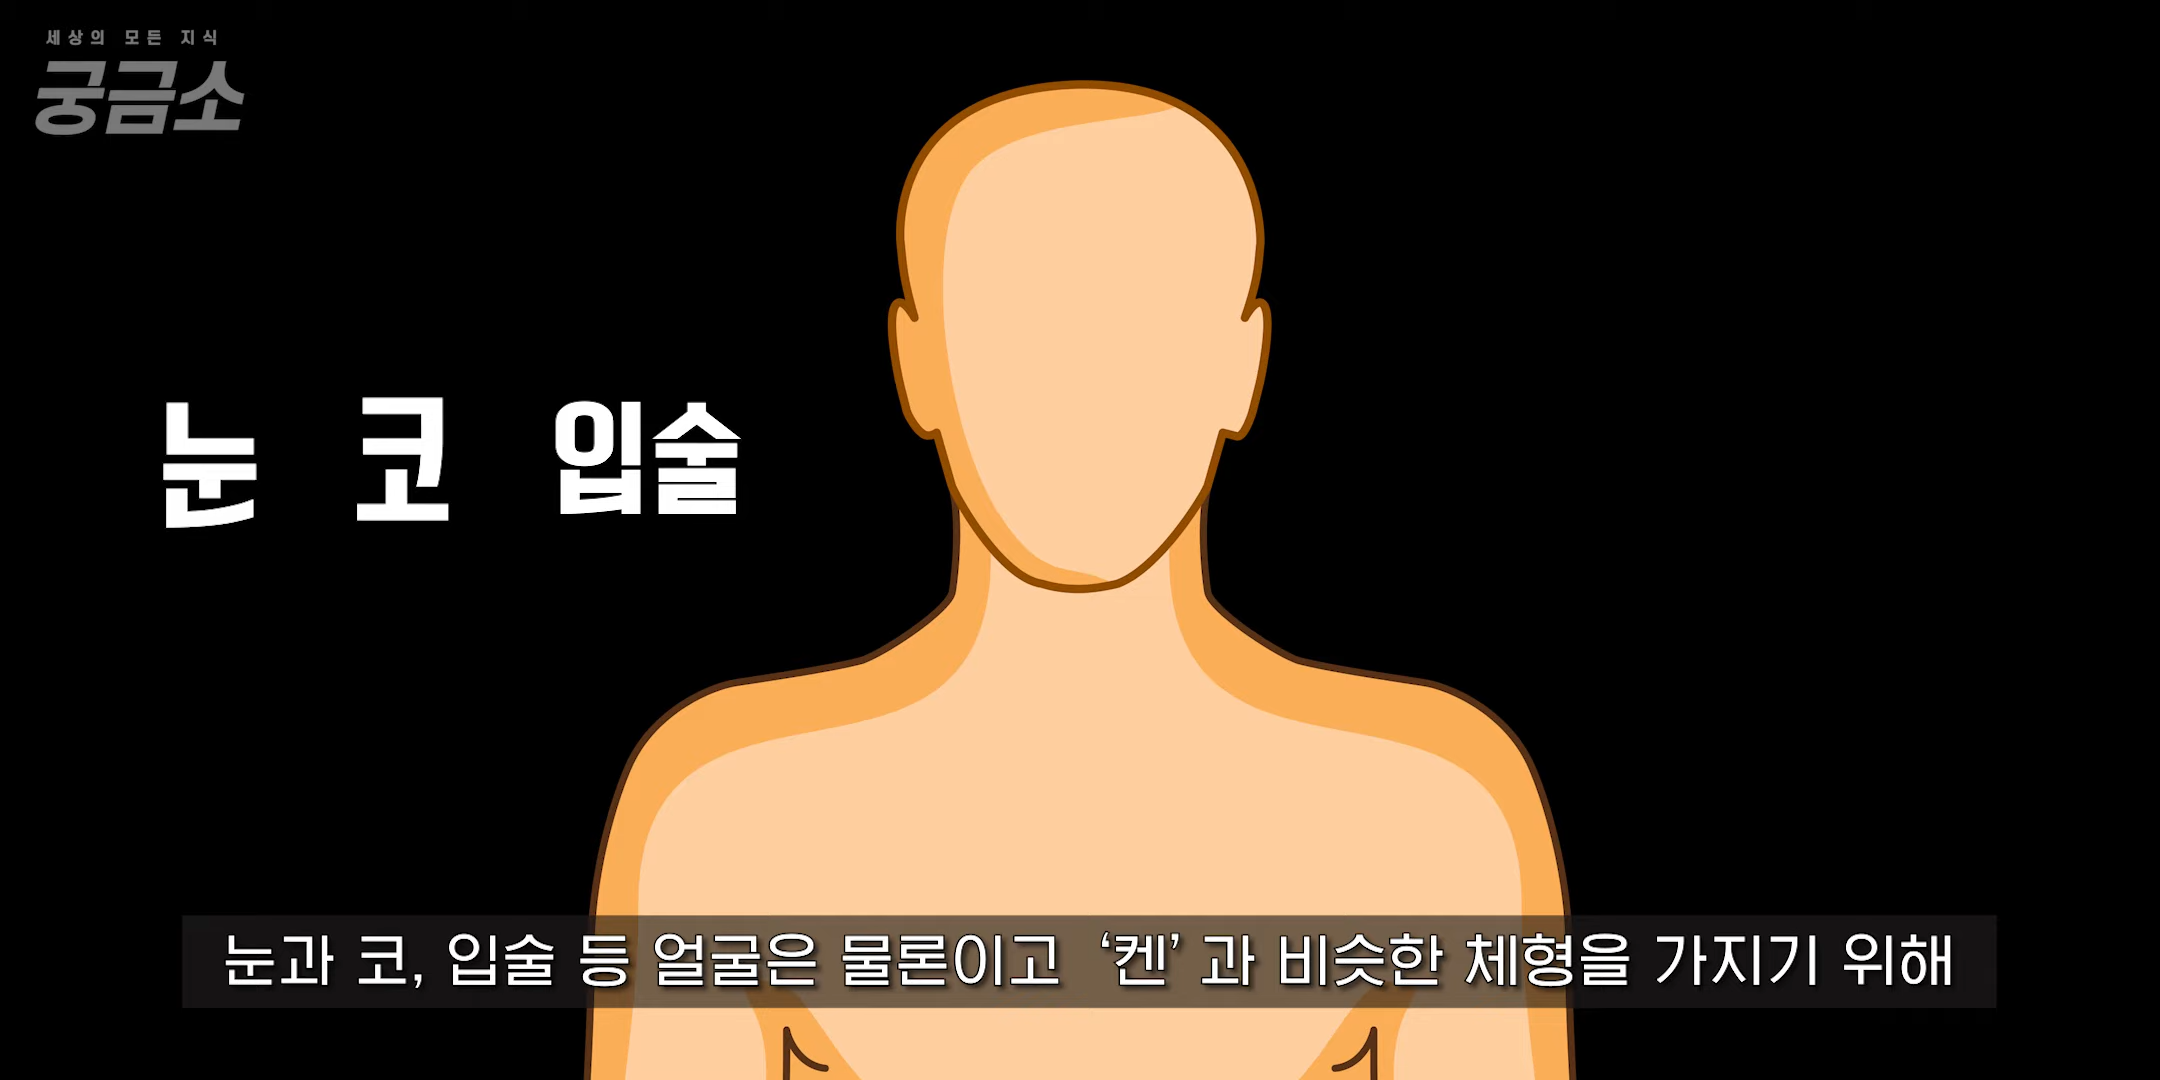 세상의 모든 지식
궁금소
눈 코 입술
눈과 코, 입술 등 얼굴은 물론이고 ‘켄’ 과 비슷한 체형을 가지기 위해